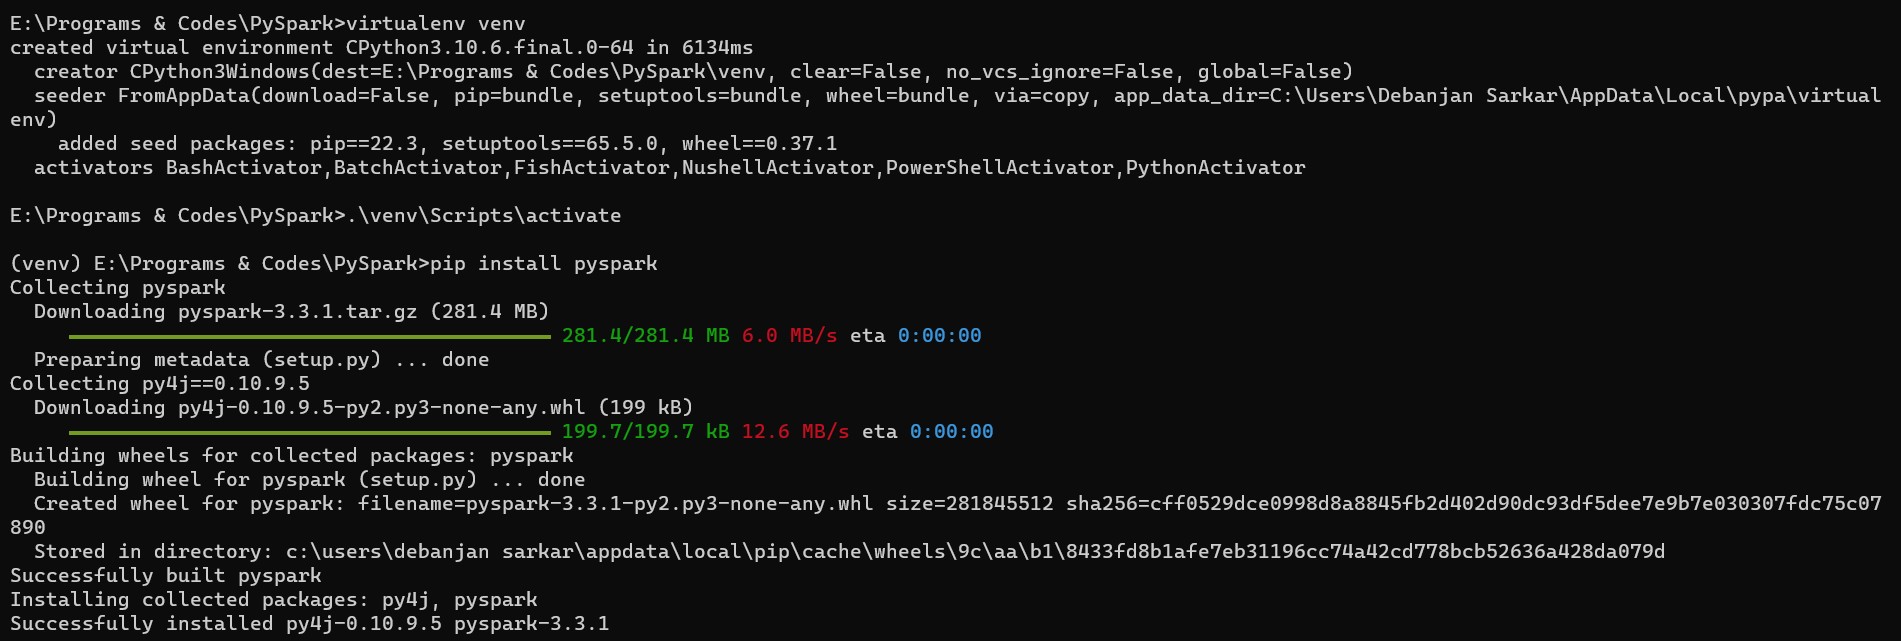 E:\Programs & Codes\PySpark>virtualenv venv
created virtual environment CPython3.10.6.final.0-64 in 6134ms
  creator CPython3Windows(dest=E:\Programs & Codes\PySpark\venv, clear=False, no_vcs_ignore=False, global=False)
  seeder FromAppData(download=False, pip=bundle, setuptools=bundle, wheel=bundle, via=copy, app_data_dir=C:\Users\Debanjan Sarkar\AppData\Local\pypa\virtual
env)
    added seed packages: pip==22.3, setuptools==65.5.0, wheel==0.37.1
  activators BashActivator,BatchActivator,FishActivator,NushellActivator,PowerShellActivator,PythonActivator
E:\Programs & Codes\PySpark>.\venv\Scripts\activate
(venv) E:\Programs & Codes\PySpark>pip install pyspark
Collecting pyspark
  Downloading pyspark-3.3.1.tar.gz (281.4 MB)
281.4/281.4 MB 6.0 MB/s eta 0:00:00
  Preparing metadata (setup.py) ... done
Collecting py4j==0.10.9.5
  Downloading py4j-0.10.9.5-py2.py3-none-any.whl (199 kB)
199.7/199.7 kB 12.6 MB/s eta 0:00:00
Building wheels for collected packages: pyspark
  Building wheel for pyspark (setup.py) ... done
  Created wheel for pyspark: filename=pyspark-3.3.1-py2.py3-none-any.whl size=281845512 sha256=cff0529dce0998d8a8845fb2d402d90dc93df5dee7e9b7e030307fdc75c07
890
  Stored in directory: c:\users\debanjan sarkar\appdata\local\pip\cache\wheels\9c\aa\b1\8433fd8b1afe7eb31196cc74a42cd778bcb52636a428da079d
Successfully built pyspark
Installing collected packages: py4j, pyspark
Successfully installed py4j-0.10.9.5 pyspark-3.3.1